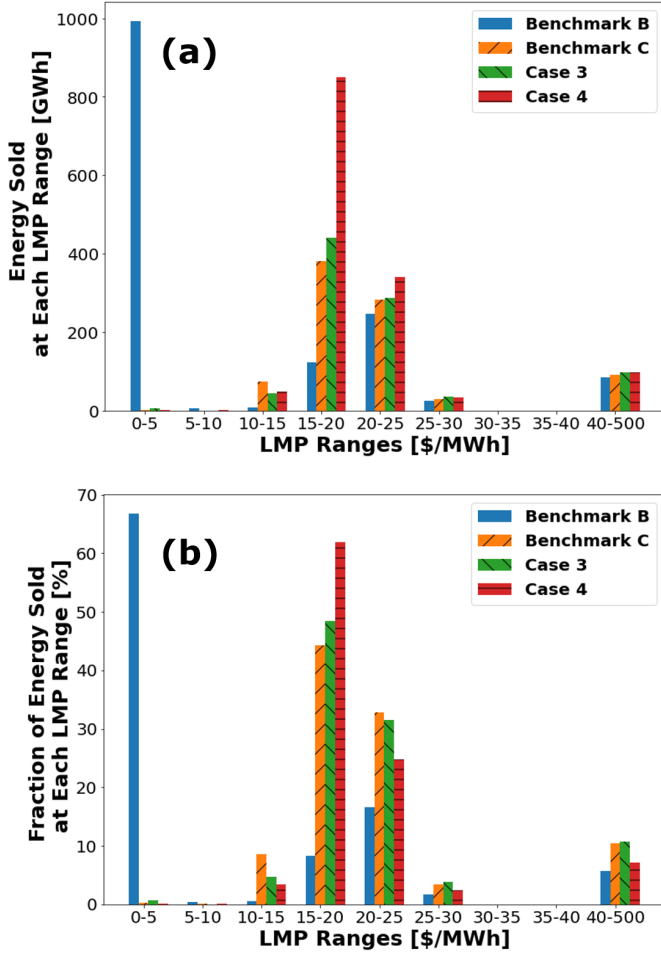 (a)
Benchmark B
Benchmark C
Case 3
Case 4
Energy Sold
at Each LMP Range [GWh]
1000
800
600
400
200
0
0-5 5-10 10-15 15-20 20-25 25-30 30-35 35-40 40-500
LMP Ranges [$/MWh]
(b)
Benchmark B
Benchmark C
Case 3
Case 4
Fraction of Energy Sold
at Each LMP Range [%]
70
60
50
40
30
20
10
0
0-5 5-10 10-15 15-20 20-25 25-30 30-35 35-40 40-500
LMP Ranges [$/MWh]